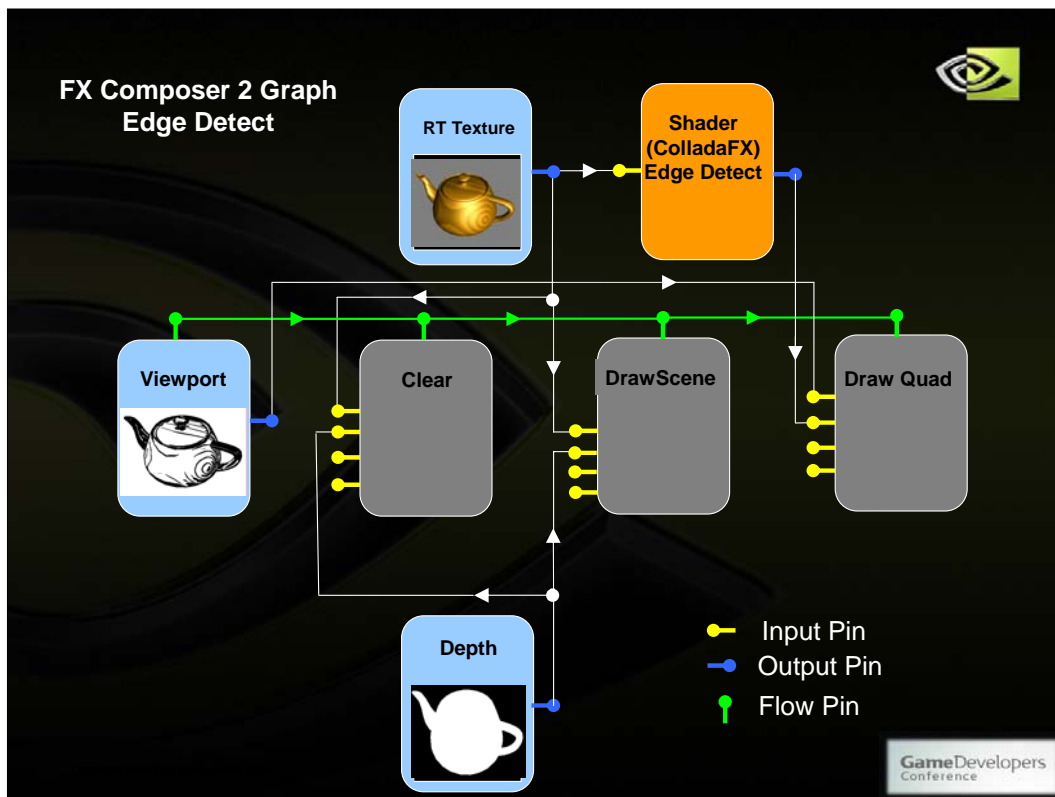 FX Composer 2 Graph
Edge Detect
RT Texture
Shader
(ColladaFX)
Edge Detect
Viewport
Clear
DrawScene
Draw Quad
Depth
Input Pin
Output Pin
Flow Pin
GameDevelopers
Conference